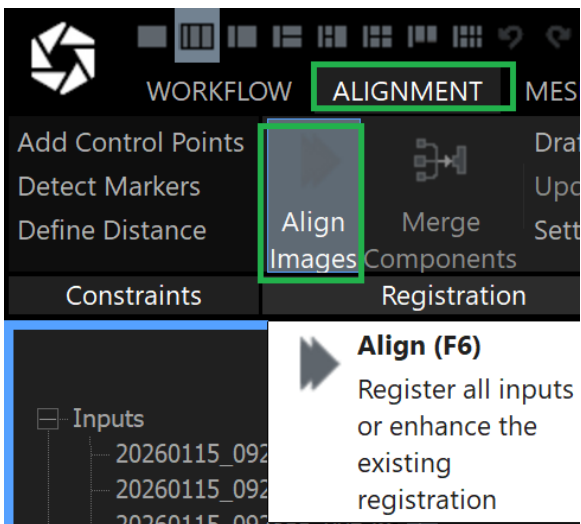 WORKFLOW ALIGNMENT MES
Add Control Points
Detect Markers
Define Distance
Align
Images
Merge
Components
Draf
Upd
Sett
Constraints
Registration
Align (F6)
Register all inputs
or enhance the
existing
registration
Inputs
20260115_092
20260115_092
20260115_092